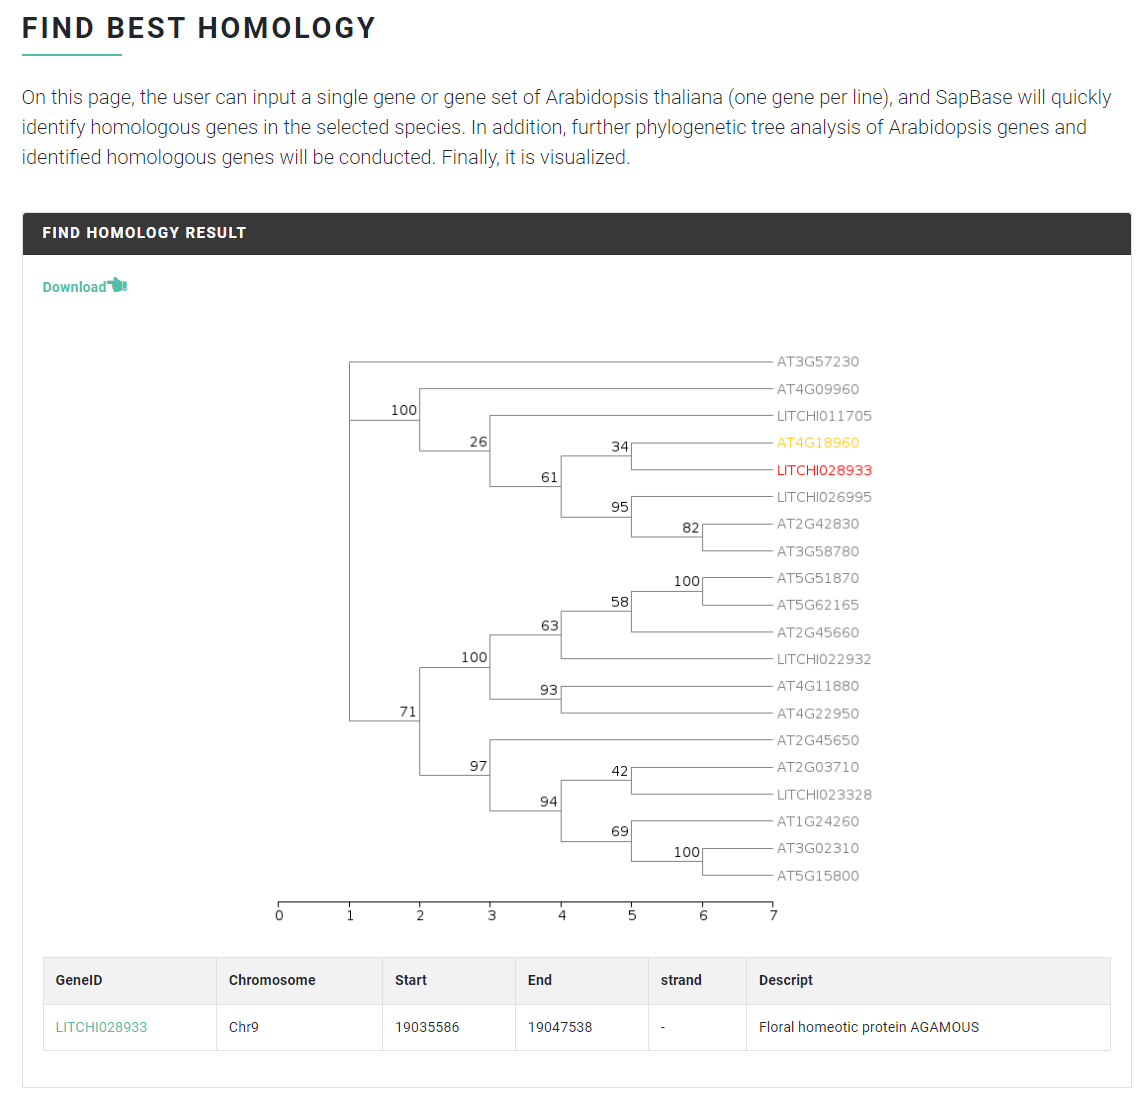 FIND BEST HOMOLOGY
On this page, the user can input a single gene or gene set of Arabidopsis thaliana (one gene per line), and SapBase will quickly
identify homologous genes in the selected species. In addition, further phylogenetic tree analysis of Arabidopsis genes and
identified homologous genes will be conducted. Finally, it is visualized.
FIND HOMOLOGY RESULT
Download
AT3G57230
AT4G09960
100
LITCHI011705
26
AT4G18960
34
LITCHI028933
61
LITCHI026995
95
AT2G42830
82
AT3G58780
AT5G51870
100
AT5G62165
58
AT2G45660
63
LITCHI022932
100
AT4G11880
93
AT4G22950
71
AT2G45650
97
AT2G03710
42
LITCHI023328
94
AT1G24260
69
AT3G02310
100
AT5G15800
0 1 2 3 4 5 6 7
GeneID Chromosome Start End strand Descript
LITCHI028933 Chr9 19035586 19047538 - Floral homeotic protein AGAMOUS